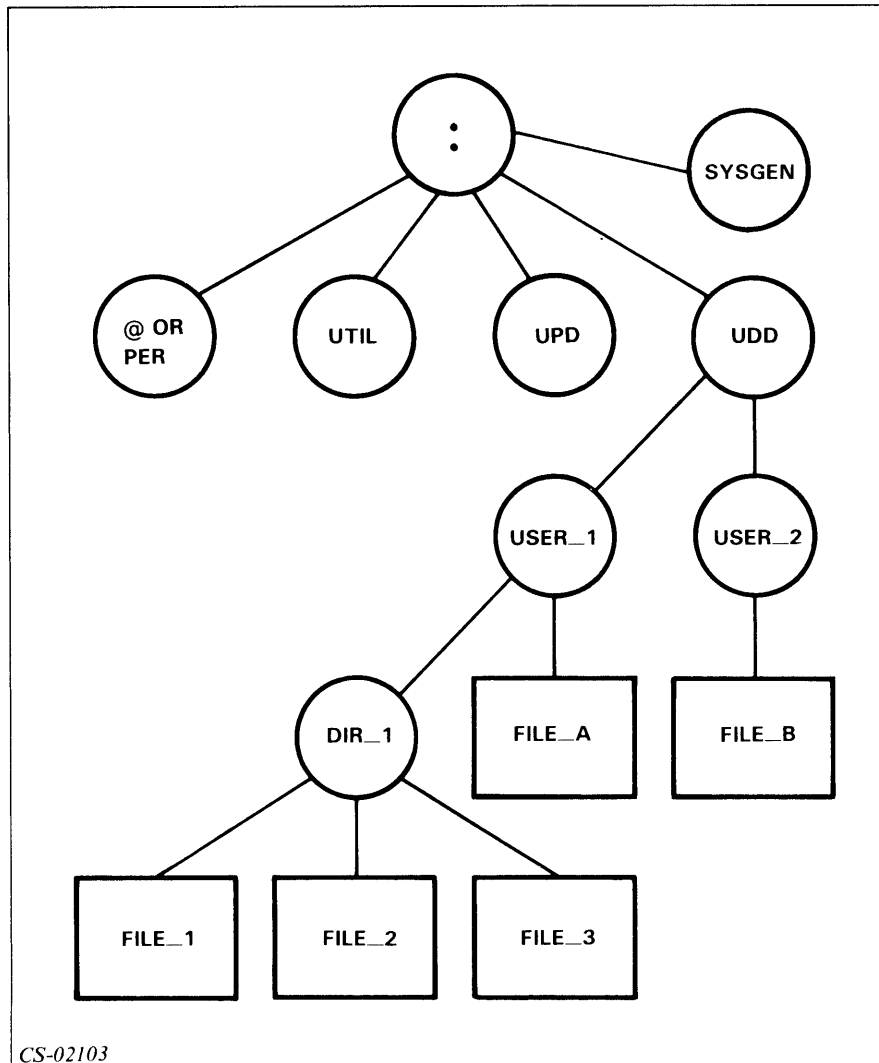 :
SYSGEN
@ OR
PER
UTIL
UPD
UDD
USER_1
USER_2
DIR_1
FILE_A
FILE_B
FILE_1
FILE_2
FILE_3
CS-02103